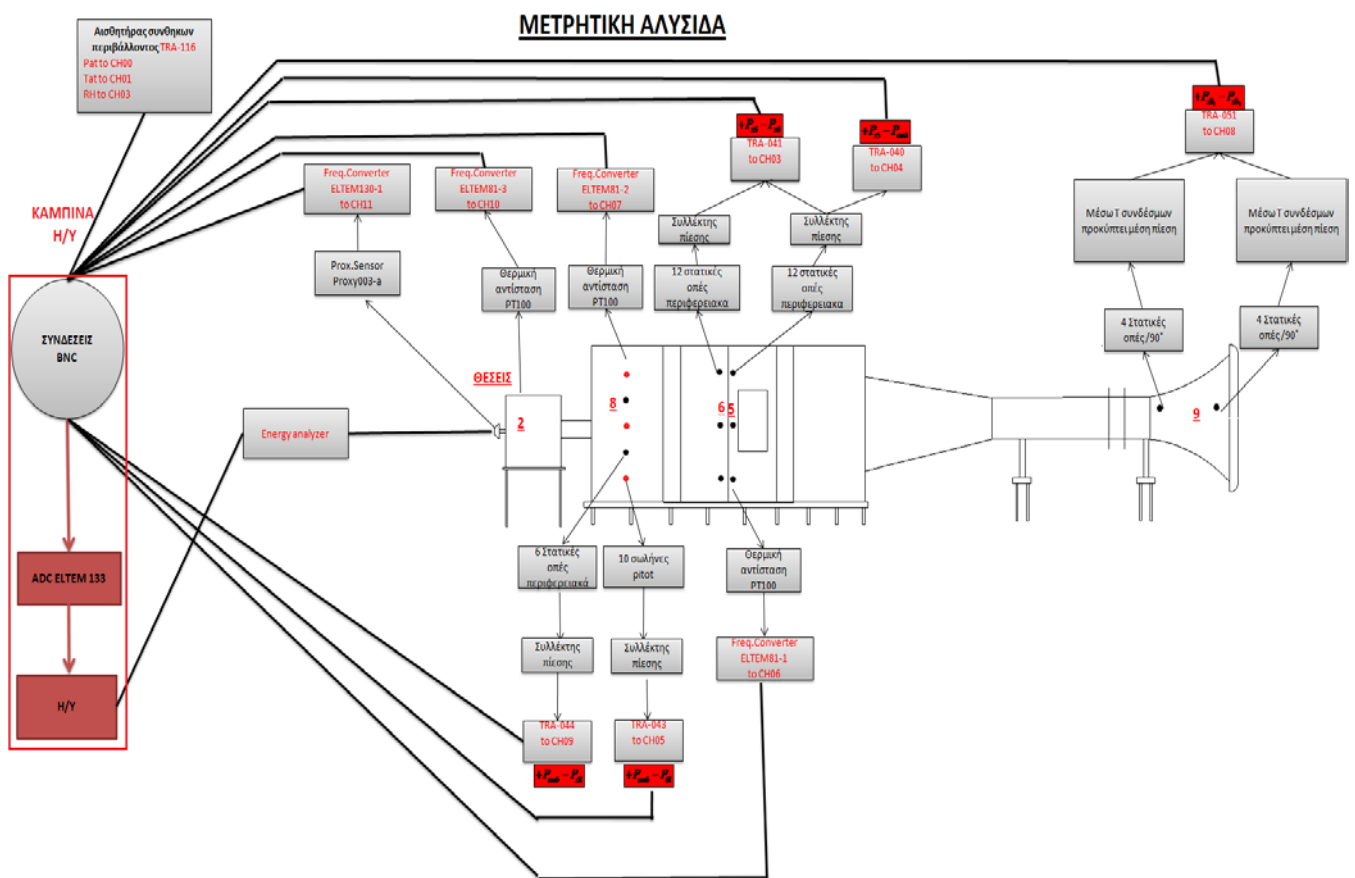 ΜΕΤΡΗΤΙΚΗ ΑΛΥΣΙΔΑ
Αισθητήρας συνθηκων
περιβάλλοντος TRA-116
Pat to CH00
Tat to CH01
RH to CH03
ΚΑΜΠΙΝΑ
Η/Υ
ΣΥΝΔΕΣΕΙΣ
BNC
ADC ELTEM 133
Η/Υ
Freq.Converter
ELTEM130-1
to CH11
Freq.Converter
ELTEM81-3
to CH10
Freq.Converter
ELTEM81-2
to CH07
TRA-041
to CH03
TRA-040
to CH04
TRA-051
to CH08
Prox.Sensor
Proxy003-a
Θερμική
αντίσταση
PT100
Θερμική
αντίσταση
PT100
Συλλέκτης
πίεσης
12 στατικές
οπές
περιφερειακα
Συλλέκτης
πίεσης
12 στατικές
οπές
περιφερειακα
Μέσω Τ συνδέσμων
προκύπτει μέση πίεση
Μέσω Τ συνδέσμων
προκύπτει μέση πίεση
4 Στατικές
οπές/90°
4 Στατικές
οπές/90°
Energy analyzer
ΘΕΣΕΙΣ
2
8
6
5
9
6 Στατικές
οπές
περιφερειακά
10 σωλήνες
pitot
Θερμική
αντίσταση
PT100
Συλλέκτης
πίεσης
Συλλέκτης
πίεσης
Freq.Converter
ELTEM81-1
to CH06
TRA-044
to CH09
TRA-043
to CH05